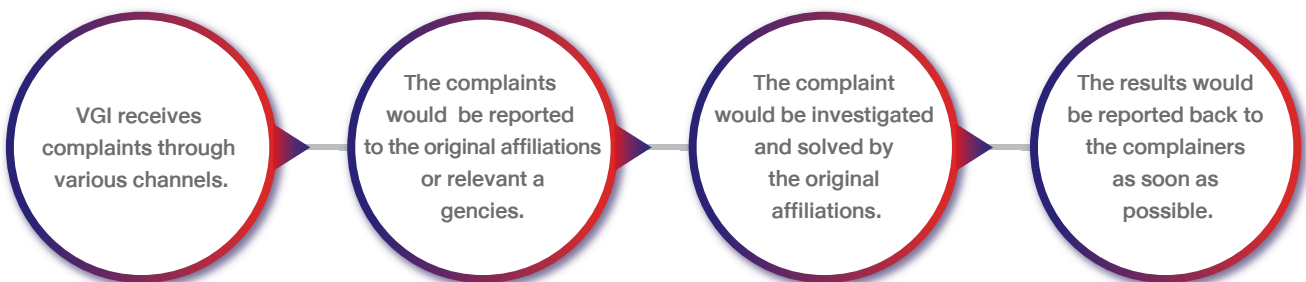 VGI receives
complaints through
various channels.
The complaints
would be reported
to the original affiliations
or relevant a
gencies.
The complaint
would be investigated
and solved by
the original
affiliations.
The results would
be reported back to
the complainers
as soon as
possible.